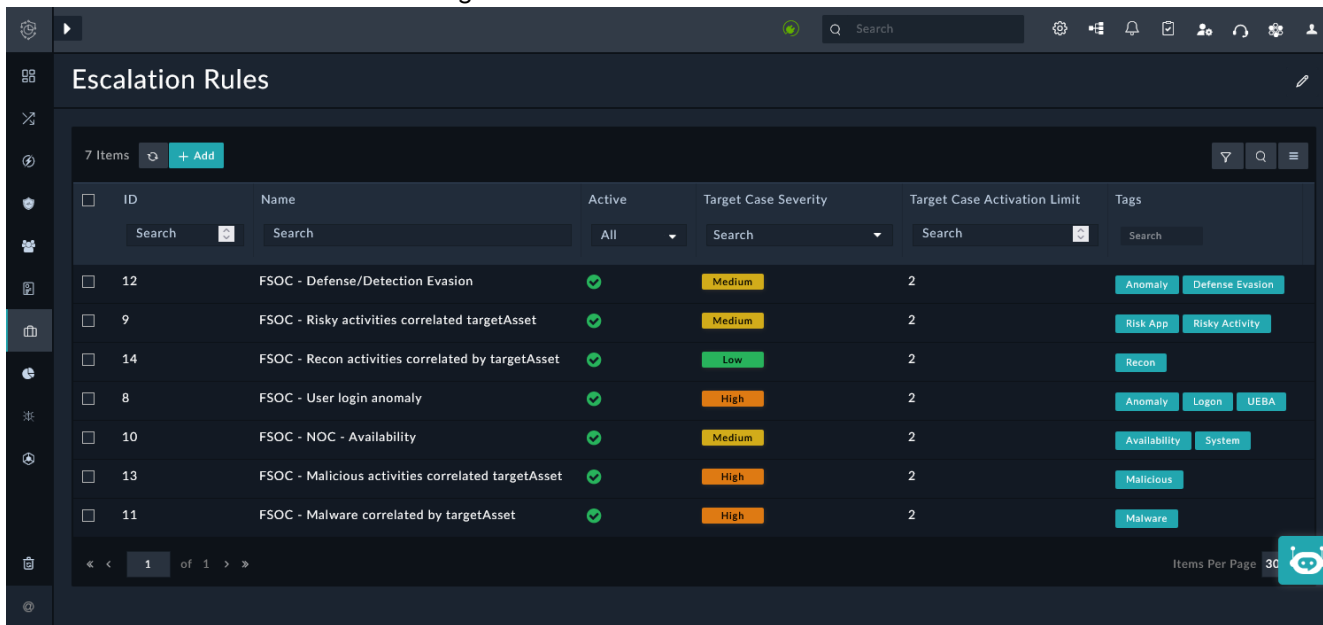 Search
Escalation Rules
7 Items + Add
ID Name Active Target Case Severity Target Case Activation Limit Tags
Search Search All Search Search Search
12 FSOC - Defense/Detection Evasion Medium 2 Anomaly Defense Evasion
9 FSOC - Risky activities correlated targetAsset Medium 2 Risk App Risky Activity
14 FSOC - Recon activities correlated by targetAsset Low 2 Recon
8 FSOC - User login anomaly High 2 Anomaly Logon UEBA
10 FSOC - NOC - Availability Medium 2 Availability System
13 FSOC - Malicious activities correlated targetAsset High 2 Malicious
11 FSOC - Malware correlated by targetAsset High 2 Malware
« < 1 of 1 > » Items Per Page 30
@